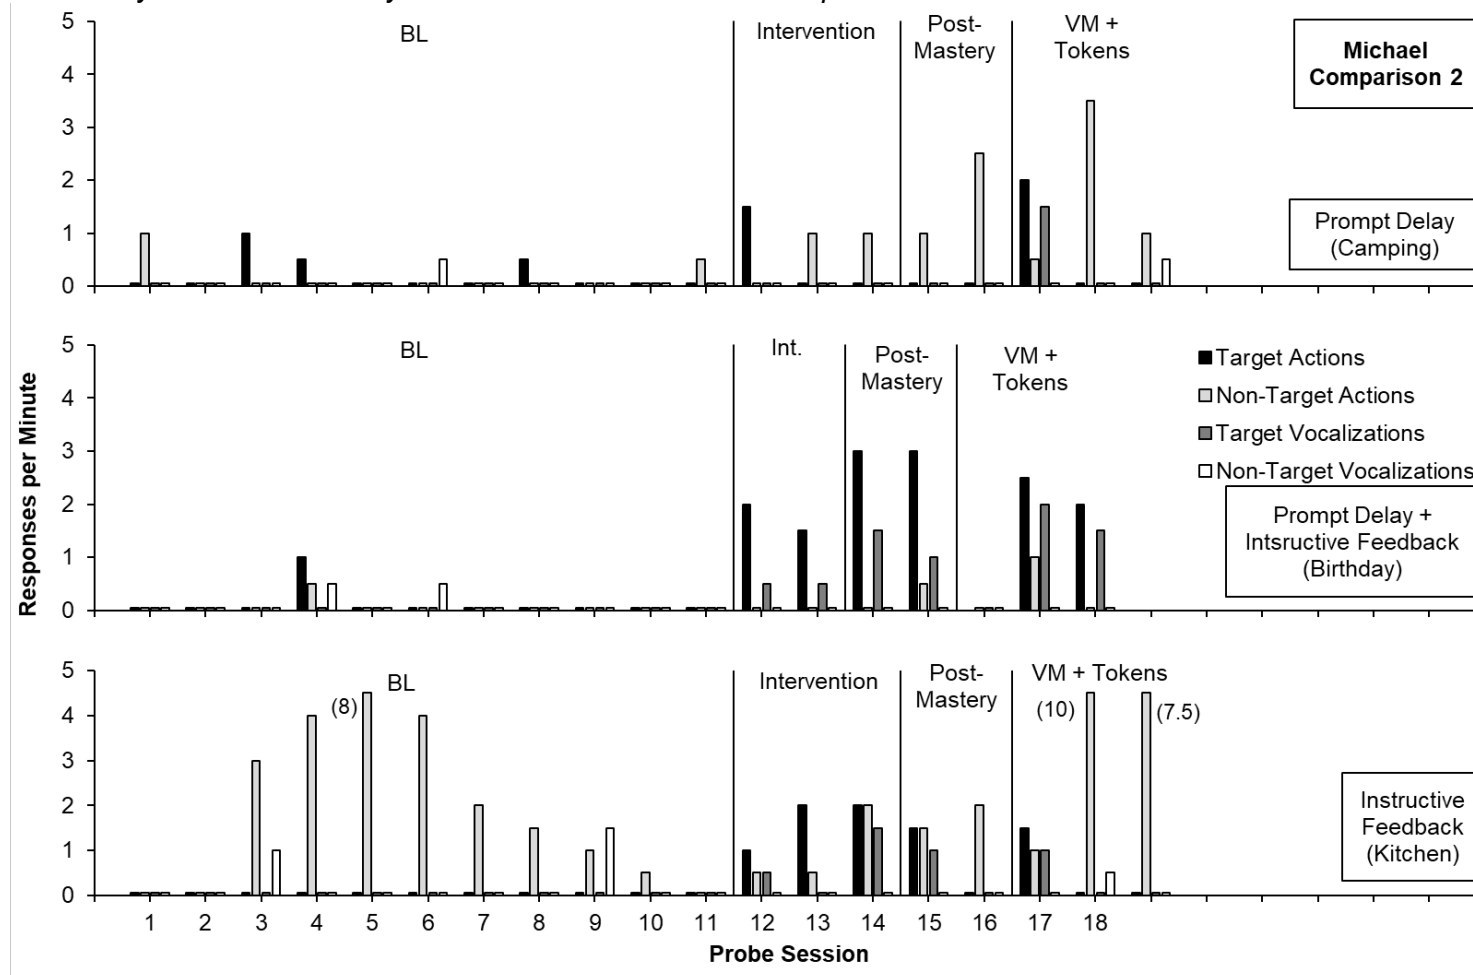 5
4
3
2
1
0
BL
Intervention
Post-
Mastery
VM +
Tokens
Michael
Comparison 2
Prompt Delay
(Camping)
Responses per Minute
5
4
3
2
1
0
BL
Int.
Post-
Mastery
VM +
Tokens
Target Actions
Non-Target Actions
Target Vocalizations
Non-Target Vocalizations
Prompt Delay +
Intsructive Feedback
(Birthday)
5
4
3
2
1
0
BL
(8)
Intervention
Post-
Mastery
VM + Tokens
(10)
(7.5)
Instructive
Feedback
(Kitchen)
1 2 3 4 5 6 7 8 9 10 11 12 13 14 15 16 17 18
Probe Session